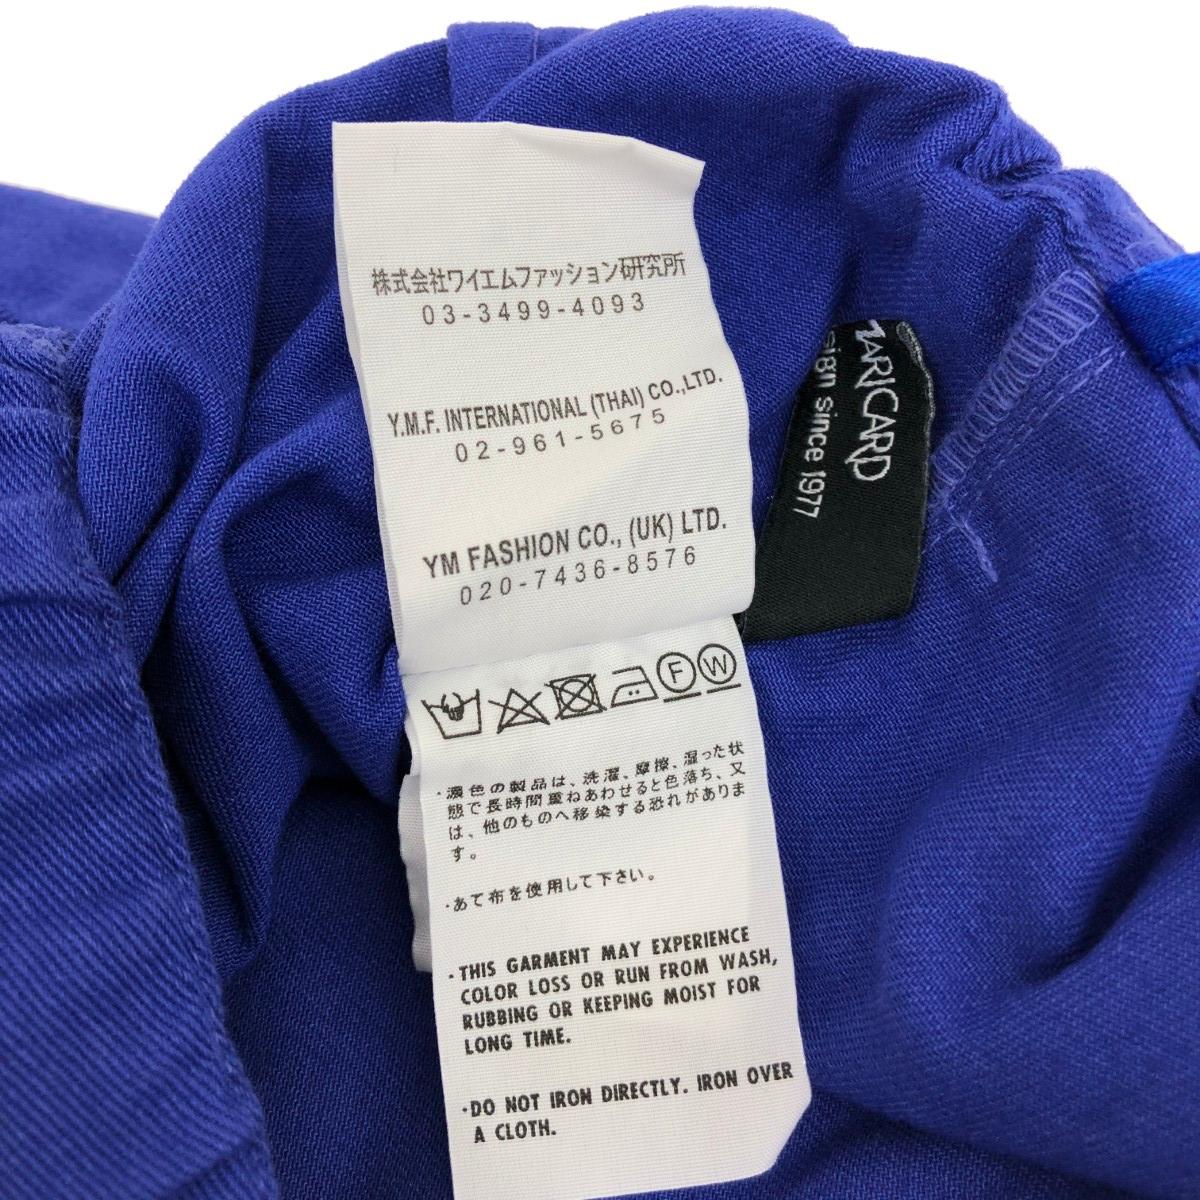 株式会社ワイエムファッション研究所
03-3499-4093
Y.M.F. INTERNATIONAL (THAI) CO.,LTD.
02-961-5675
YM FASHION CO., (UK) LTD.
020-7436-8576
F W
・濃色の製品は、洗濯、摩擦、湿った状
態で長時間重ねあわせると色落ち、又
は、他のものへ移染する恐れがありま
す。
・あて布を使用して下さい。
・THIS GARMENT MAY EXPERIENCE
COLOR LOSS OR RUN FROM WASH,
RUBBING OR KEEPING MOIST FOR
LONG TIME.
・DO NOT IRON DIRECTLY. IRON OVER
A CLOTH.
ARICARD
sign since 1977